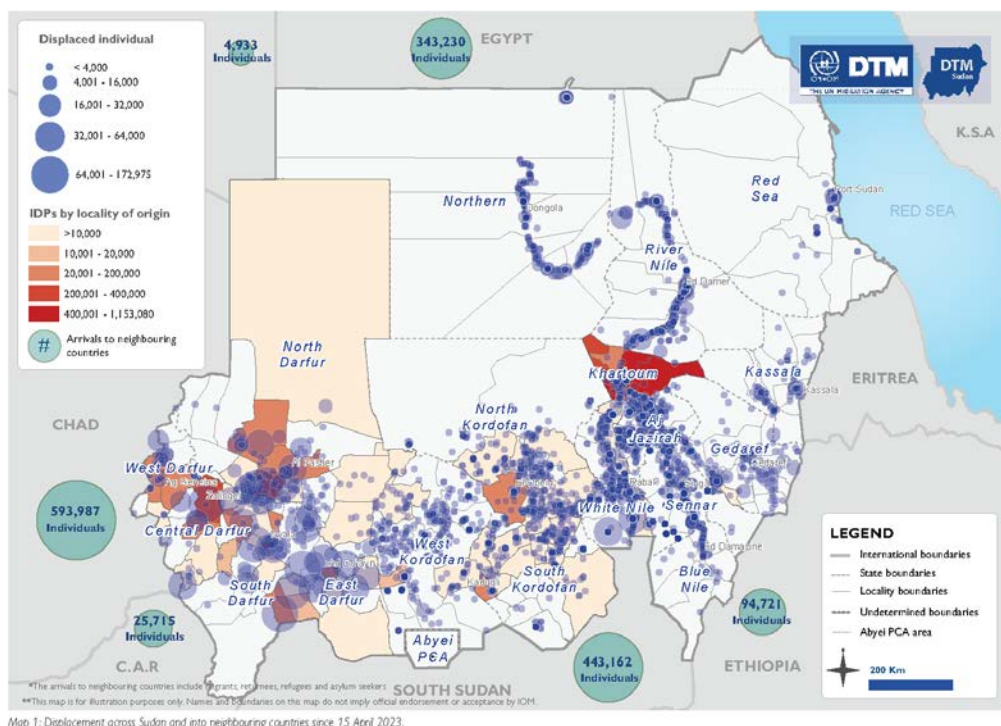 Displaced individual
< 4,000
4,001 - 16,000
16,001 - 32,000
32,001 - 64,000
64,001 - 172,975
IDPs by locality of origin
>10,000
10,001 - 20,000
20,001 - 200,000
200,001 - 400,000
400,001 - 1,153,080
#
Arrivals to neighbouring
countries
4,933
Individuals
343,230
Individuals
EGYPT
THE UN MIGRATION AGENCY
DTM
DTM
Sudan
K.S.A
RED SEA
Red
Sea
Port Sudan
Northern
Dongola
River
Nile
Ed Damer
North
Darfur
Khartoum
Kassala
Kassala
ERITREA
North
Kordofan
Aj
Jazirah
Gedaref
CHAD
West Darfur
Zalingei
Central Darfur
593,987
Individuals
White Nile
Sennar
Ed Damazine
Blue
Nile
West
Kordofan
South
Kordofan
South
Darfur
East
Darfur
Abyei
PCA
25,715
Individuals
C.A.R
SOUTH SUDAN
443,162
Individuals
94,721
Individuals
ETHIOPIA
LEGEND
International boundaries
State boundaries
Locality boundaries
Undetermined boundaries
Abyei PCA area
200 Km
*The arrivals to neighbouring countries include migrants, returnees, refugees and asylum seekers
**This map is for illustration purposes only. Names and boundaries on this map do not imply official endorsement or acceptance by IOM.
Map 1: Displacement across Sudan and into neighbouring countries since 15 April 2023.